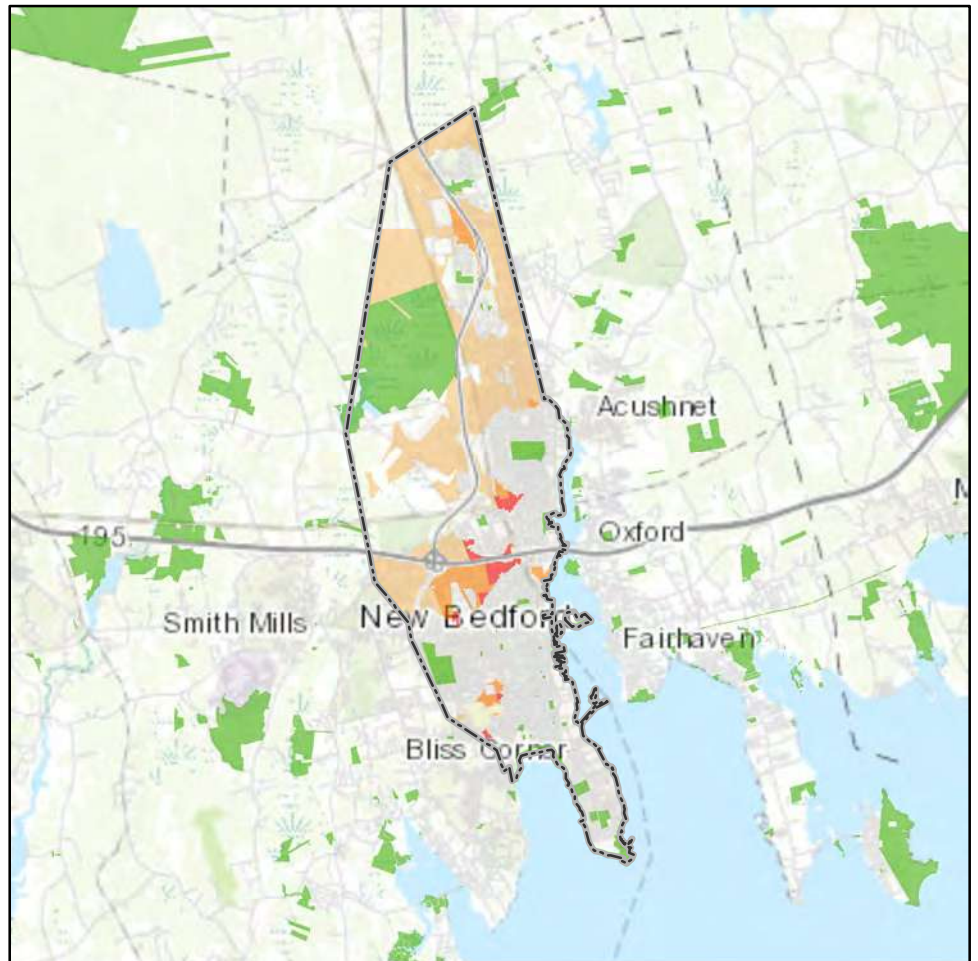 Acushnet
195
Oxford
New Bedford
Smith Mills
Fairhaven
Bliss Corner
M